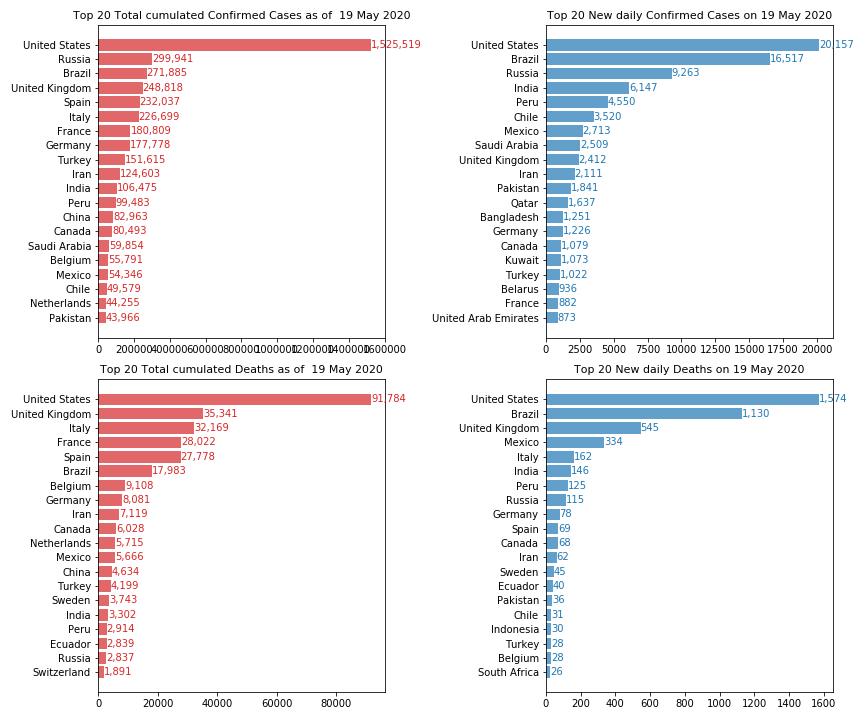 Top 20 Total cumulated Confirmed Cases as of  19 May 2020
United States 1,525,519
Russia 299,941
Brazil 271,885
United Kingdom 248,818
Spain 232,037
Italy 226,699
France 180,809
Germany 177,778
Turkey 151,615
Iran 124,603
India 106,475
Peru 99,483
China 82,963
Canada 80,493
Saudi Arabia 59,854
Belgium 55,791
Mexico 54,346
Chile 49,579
Netherlands 44,255
Pakistan 43,966
0 200000 400000 600000 800000 1000000 1200000 1400000 1600000
Top 20 New daily Confirmed Cases on 19 May 2020
United States 20,157
Brazil 16,517
Russia 9,263
India 6,147
Peru 4,550
Chile 3,520
Mexico 2,713
Saudi Arabia 2,509
United Kingdom 2,412
Iran 2,111
Pakistan 1,841
Qatar 1,637
Bangladesh 1,251
Germany 1,226
Canada 1,079
Kuwait 1,073
Turkey 1,022
Belarus 936
France 882
United Arab Emirates 873
0 2500 5000 7500 10000 12500 15000 17500 20000
Top 20 Total cumulated Deaths as of  19 May 2020
United States 91,784
United Kingdom 35,341
Italy 32,169
France 28,022
Spain 27,778
Brazil 17,983
Belgium 9,108
Germany 8,081
Iran 7,119
Canada 6,028
Netherlands 5,715
Mexico 5,666
China 4,634
Turkey 4,199
Sweden 3,743
India 3,302
Peru 2,914
Ecuador 2,839
Russia 2,837
Switzerland 1,891
0 20000 40000 60000 80000
Top 20 New daily Deaths on 19 May 2020
United States 1,574
Brazil 1,130
United Kingdom 545
Mexico 334
Italy 162
India 146
Peru 125
Russia 115
Germany 78
Spain 69
Canada 68
Iran 62
Sweden 45
Ecuador 40
Pakistan 36
Chile 31
Indonesia 30
Turkey 28
Belgium 28
South Africa 26
0 200 400 600 800 1000 1200 1400 1600